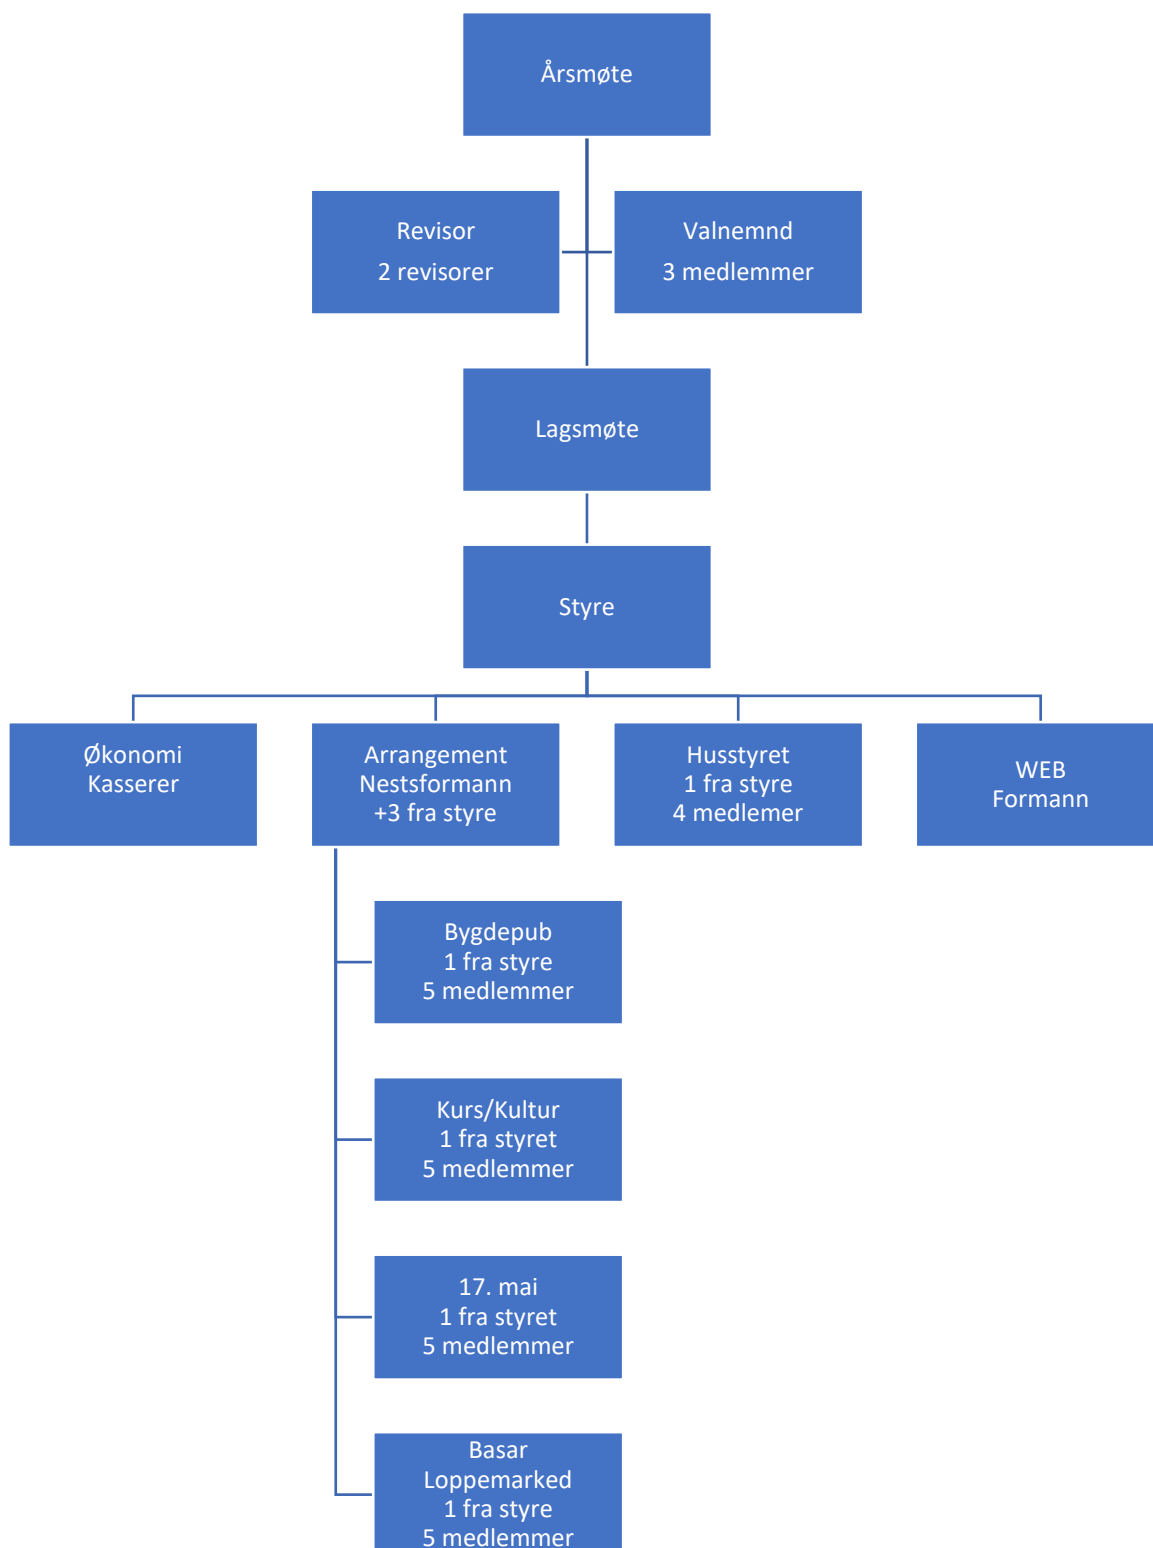 Årsmøte
Revisor
2 revisorer
Valnemnd
3 medlemmer
Lagsmøte
Styre
Økonomi
Kasserer
Arrangement
Nestsformann
+3 fra styre
Husstyret
1 fra styre
4 medlemer
WEB
Formann
Bygdepub
1 fra styre
5 medlemmer
Kurs/Kultur
1 fra styret
5 medlemmer
17. mai
1 fra styret
5 medlemmer
Basar
Loppemarked
1 fra styre
5 medlemmer